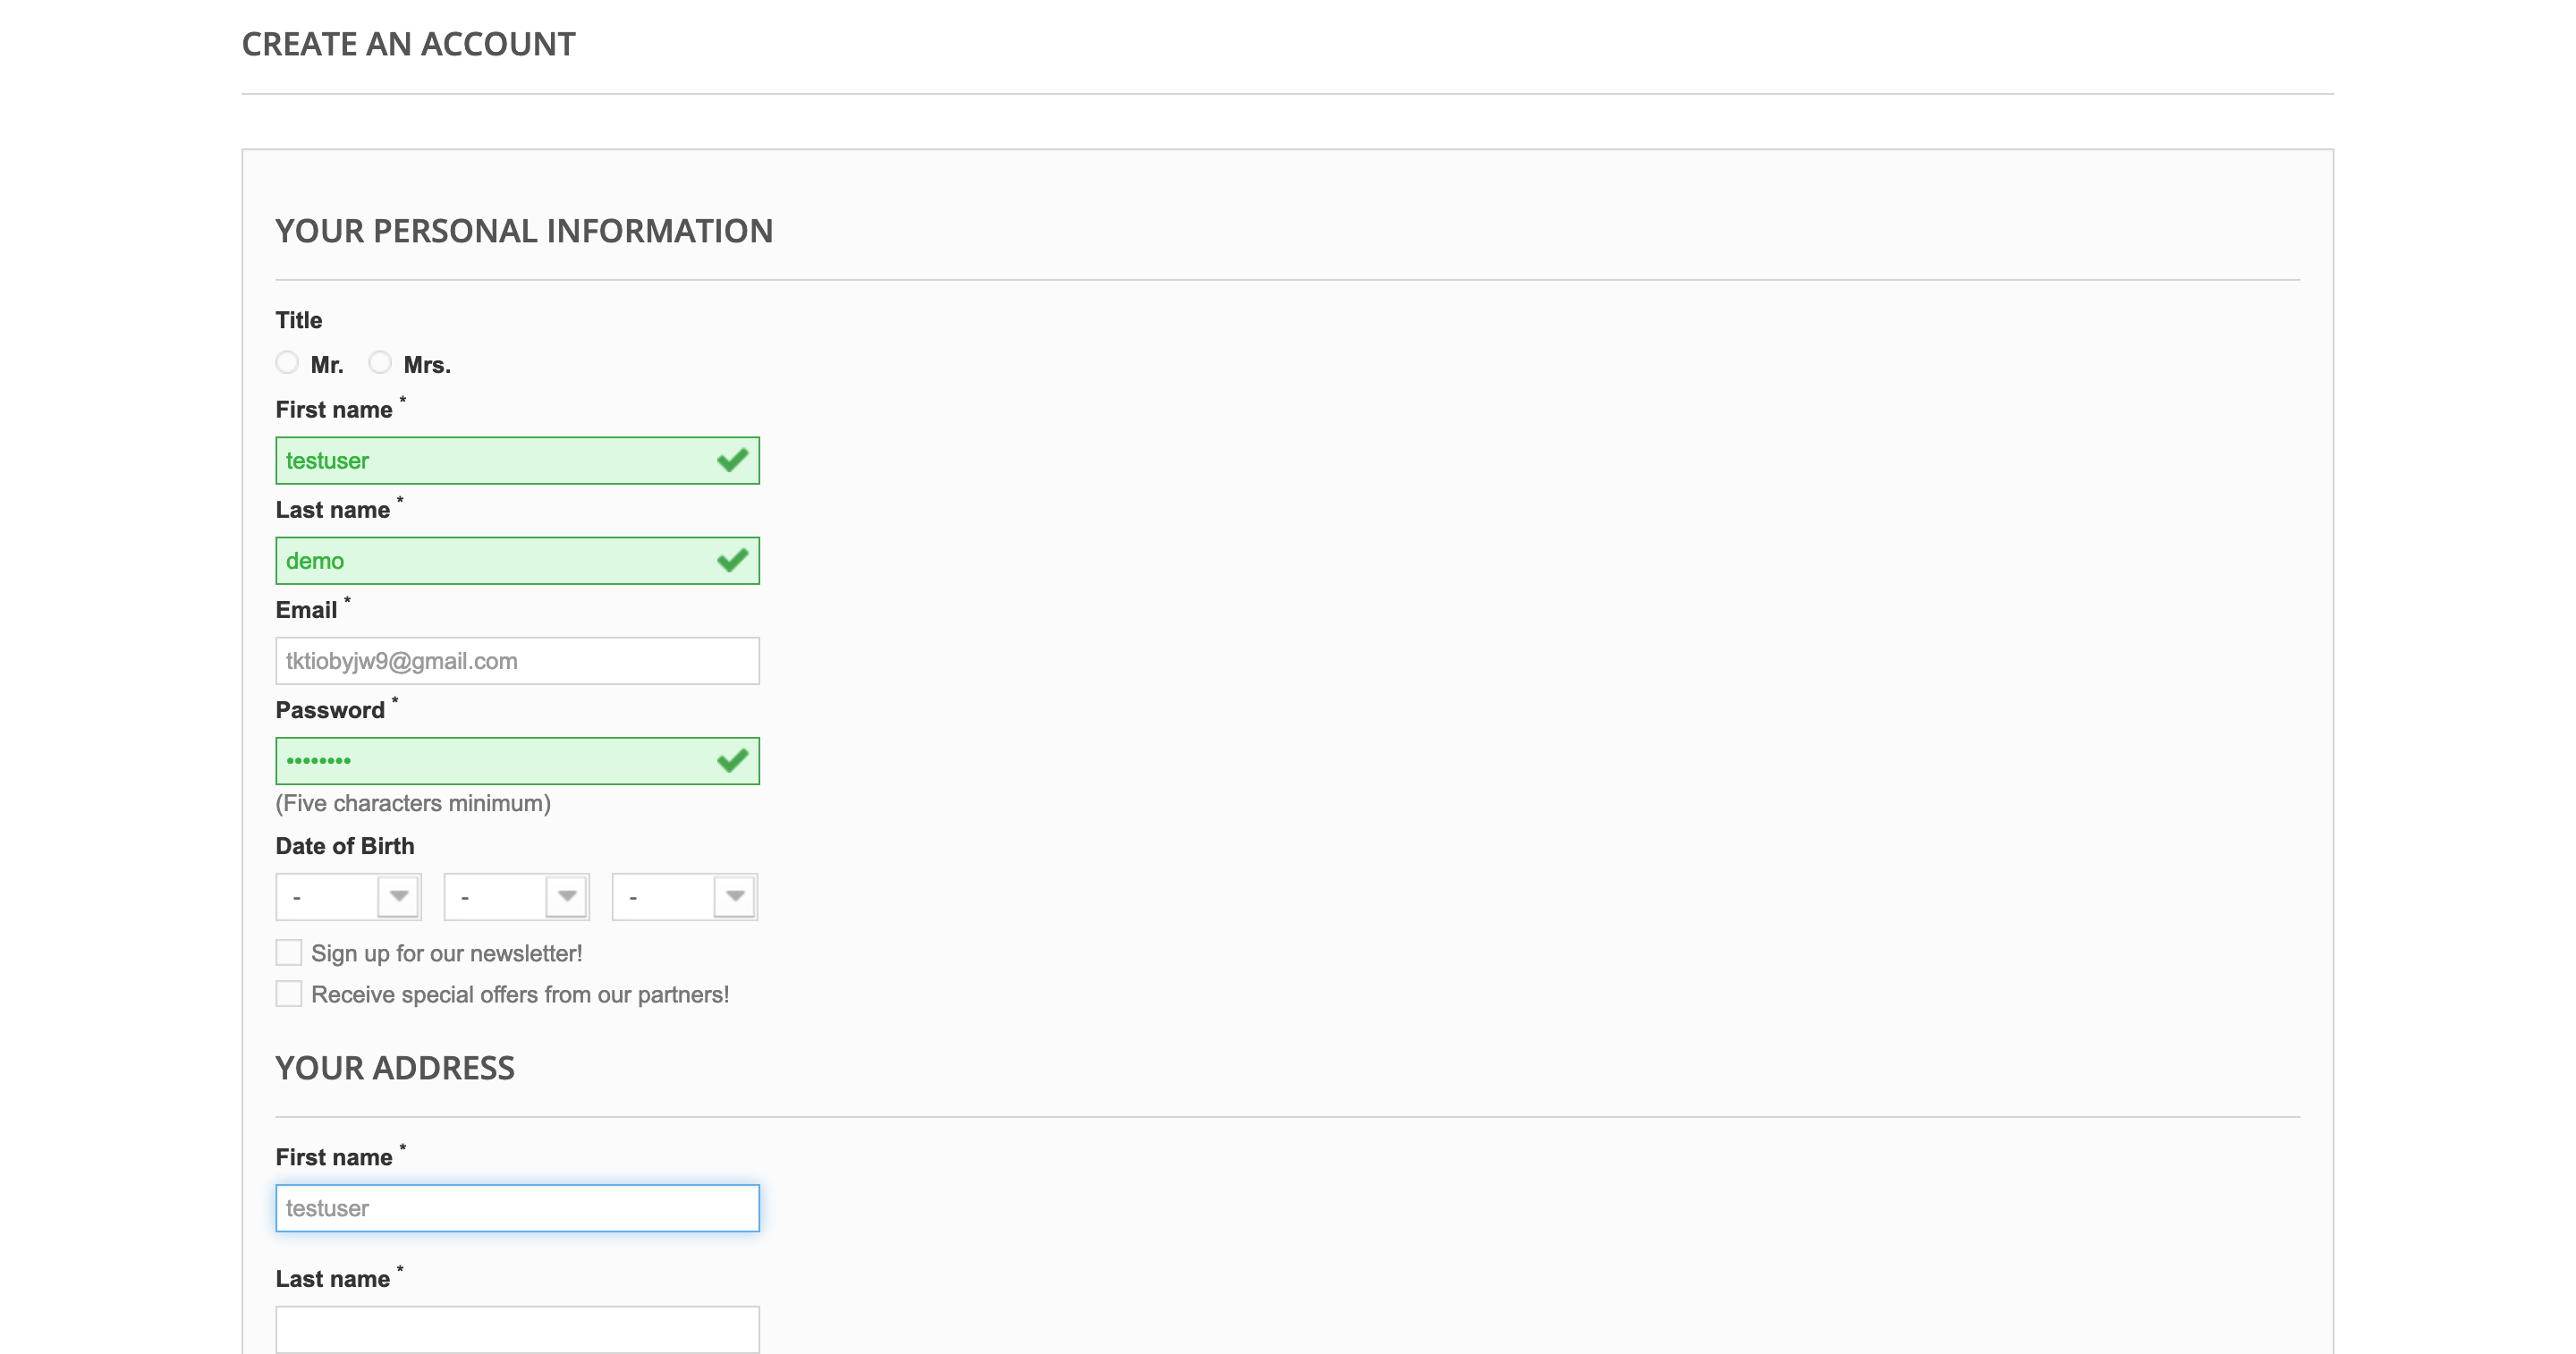 CREATE AN ACCOUNT
YOUR PERSONAL INFORMATION
Title
Mr. Mrs.
First name *
testuser
Last name *
demo
Email *
tktiobyjw9@gmail.com
Password *
••••••••
(Five characters minimum)
Date of Birth
- - -
Sign up for our newsletter!
Receive special offers from our partners!
YOUR ADDRESS
First name *
testuser
Last name *